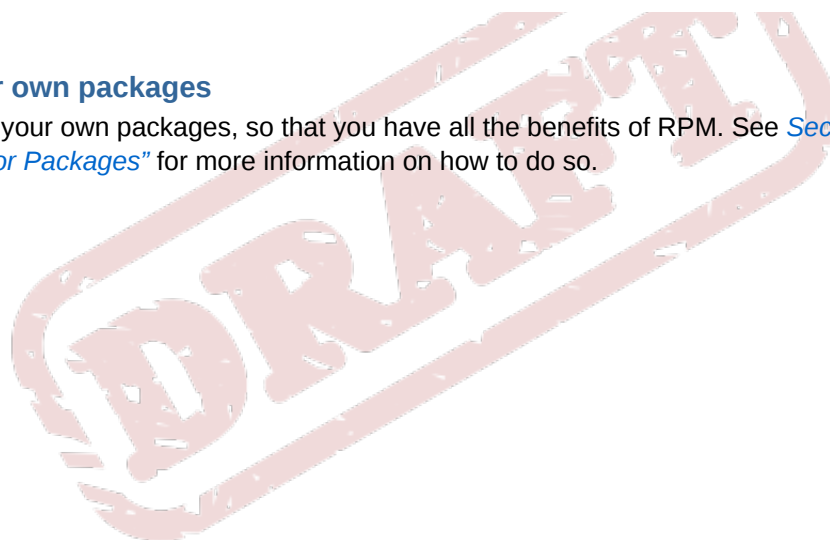 r own packages
your own packages, so that you have all the benefits of RPM. See Sec
or Packages” for more information on how to do so.
DRAFT